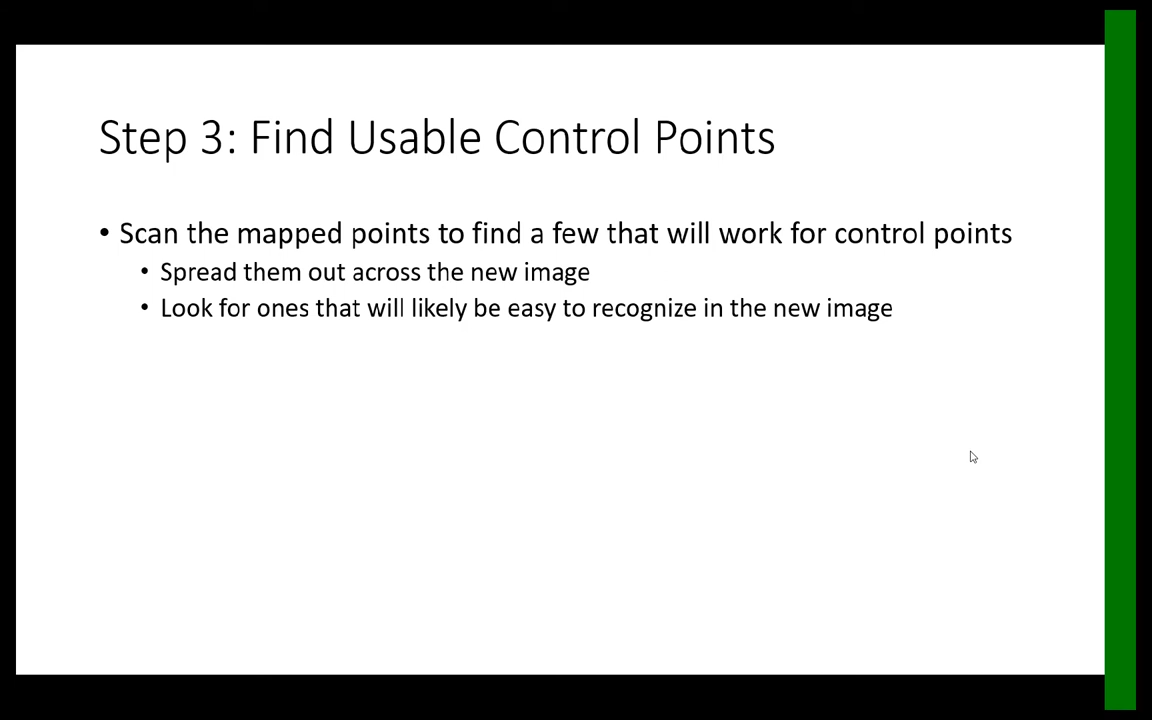 Step 3: Find Usable Control Points
• Scan the mapped points to find a few that will work for control points
• Spread them out across the new image
• Look for ones that will likely be easy to recognize in the new image